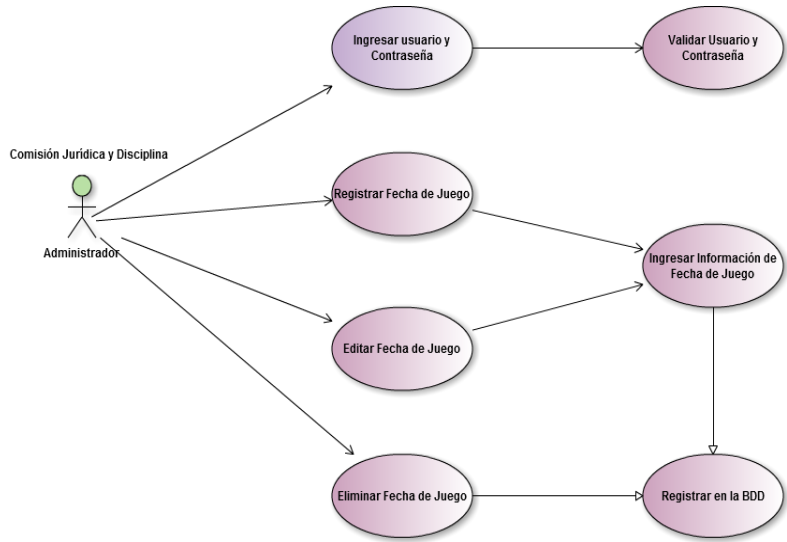 Ingresar usuario y
Contraseña
Validar Usuario y
Contraseña
Comisión Jurídica y Disciplina
Administrador
Registrar Fecha de Juego
Ingresar Información de
Fecha de Juego
Editar Fecha de Juego
Eliminar Fecha de Juego
Registrar en la BDD